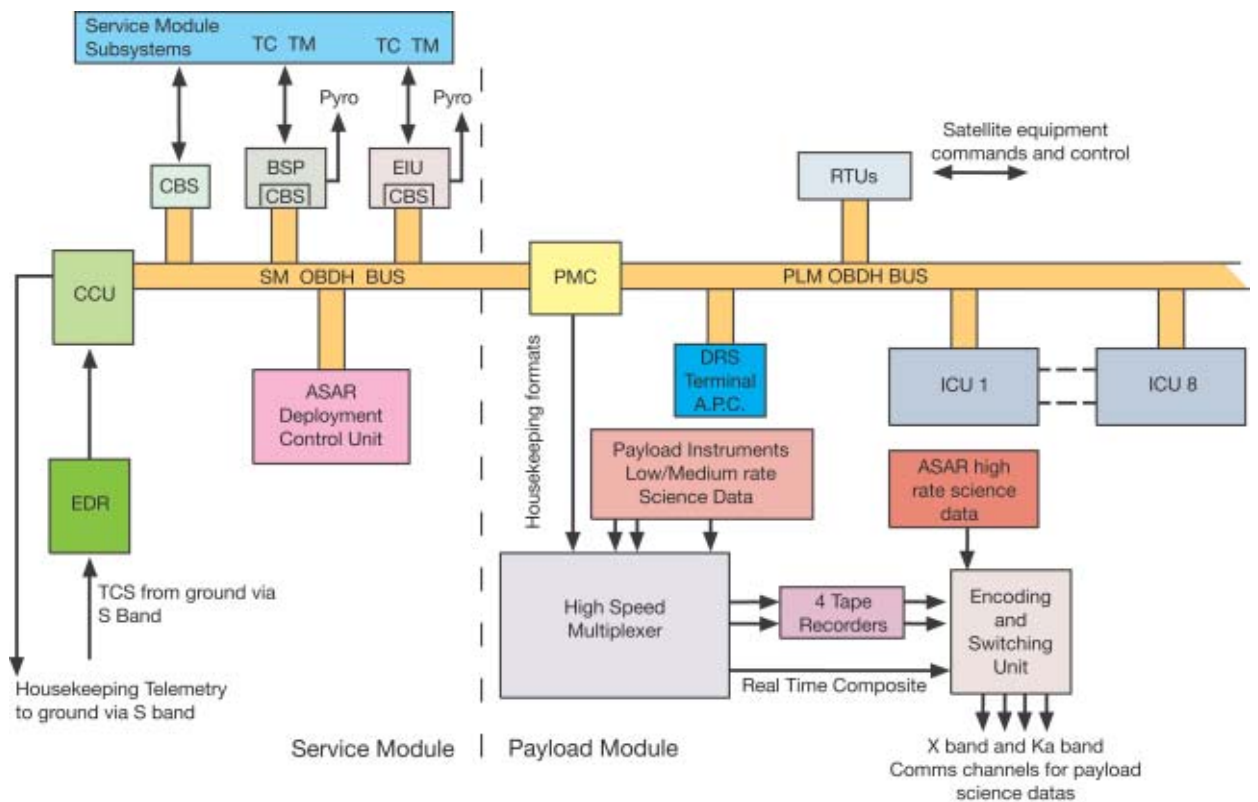 Service Module
Subsystems
TC TM
TC TM
Pyro
Pyro
CBS
BSP
CBS
EIU
CBS
RTUs
Satellite equipment
commands and control
CCU
SM OBDH BUS
PMC
PLM OBDH BUS
ASAR
Deployment
Control Unit
Housekeeping formats
DRS
Terminal
A.P.C.
ICU 1
ICU 8
EDR
Payload Instruments
Low/Medium rate
Science Data
ASAR high
rate science
data
TCS from ground via
S Band
High Speed
Multiplexer
4 Tape
Recorders
Encoding
and
Switching
Unit
Real Time Composite
Housekeeping Telemetry
to ground via S band
Service Module
Payload Module
X band and Ka band
Comms channels for payload
science datas